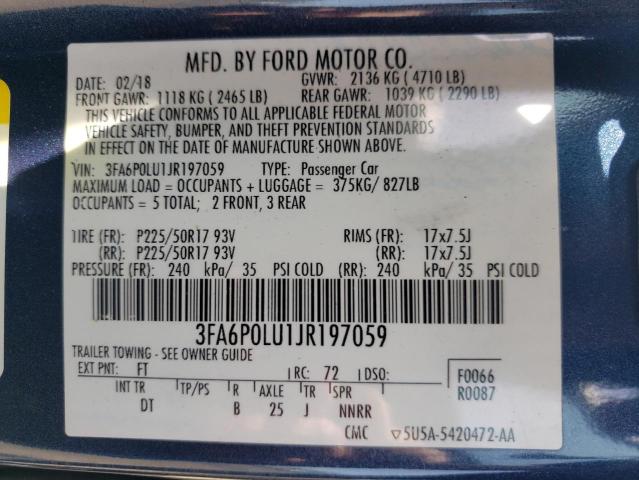 MFD. BY FORD MOTOR CO.
DATE: 02/18 GVWR: 2136 KG ( 4710 LB)
FRONT GAWR: 1118 KG ( 2465 LB) REAR GAWR: 1039 KG ( 2290 LB)
THIS VEHICLE CONFORMS TO ALL APPLICABLE FEDERAL MOTOR
VEHICLE SAFETY, BUMPER, AND THEFT PREVENTION STANDARDS
IN EFFECT ON THE DATE OF MANUFACTURE SHOWN ABOVE.
VIN: 3FA6P0LU1JR197059 TYPE: Passenger Car
MAXIMUM LOAD = OCCUPANTS + LUGGAGE = 375KG/ 827LB
OCCUPANTS = 5 TOTAL; 2 FRONT, 3 REAR
TIRE (FR): P225/50R17 93V RIMS (FR): 17x7.5J
(RR): P225/50R17 93V (RR): 17x7.5J
PRESSURE (FR): 240 kPa/ 35 PSI COLD (RR): 240 kPa/ 35 PSI COLD
3FA6P0LU1JR197059
TRAILER TOWING - SEE OWNER GUIDE
EXT PNT: FT RC: 72 DSO: F0066
INT TR TP/PS R AXLE TR SPR R0087
DT B 25 J NNRR
CMC ▽5U5A-5420472-AA